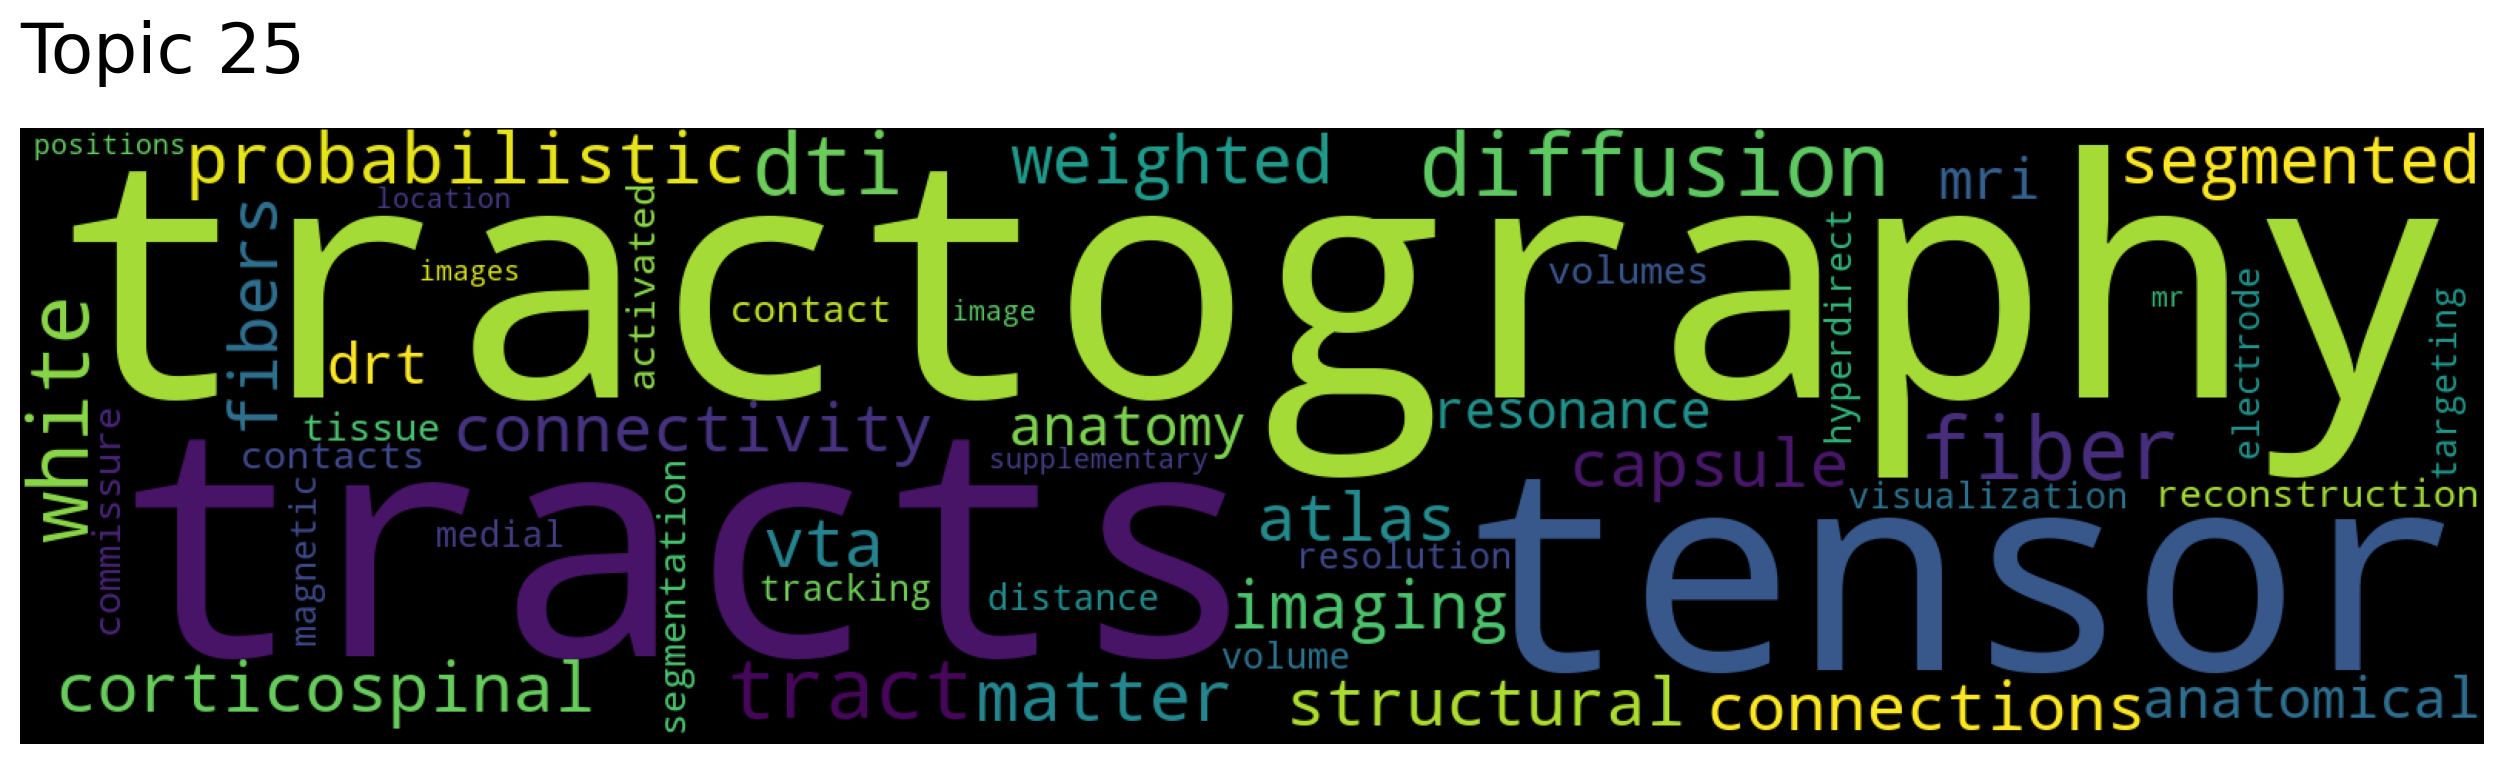 Topic 25
positions
probabilistic
dti
weighted
diffusion
mri
segmented
location
tractography
fibers
activated
images
contact
image
volumes
hyperdirect
mr
electrode
targeting
white
drt
tissue
connectivity
anatomy
resonance
capsule
fiber
commissure
contacts
supplementary
magnetic
tracts
medial
segmentation
vta
atlas
resolution
visualization
reconstruction
tensor
tracking
distance
imaging
volume
corticospinal
tract
matter
structural
connections
anatomical